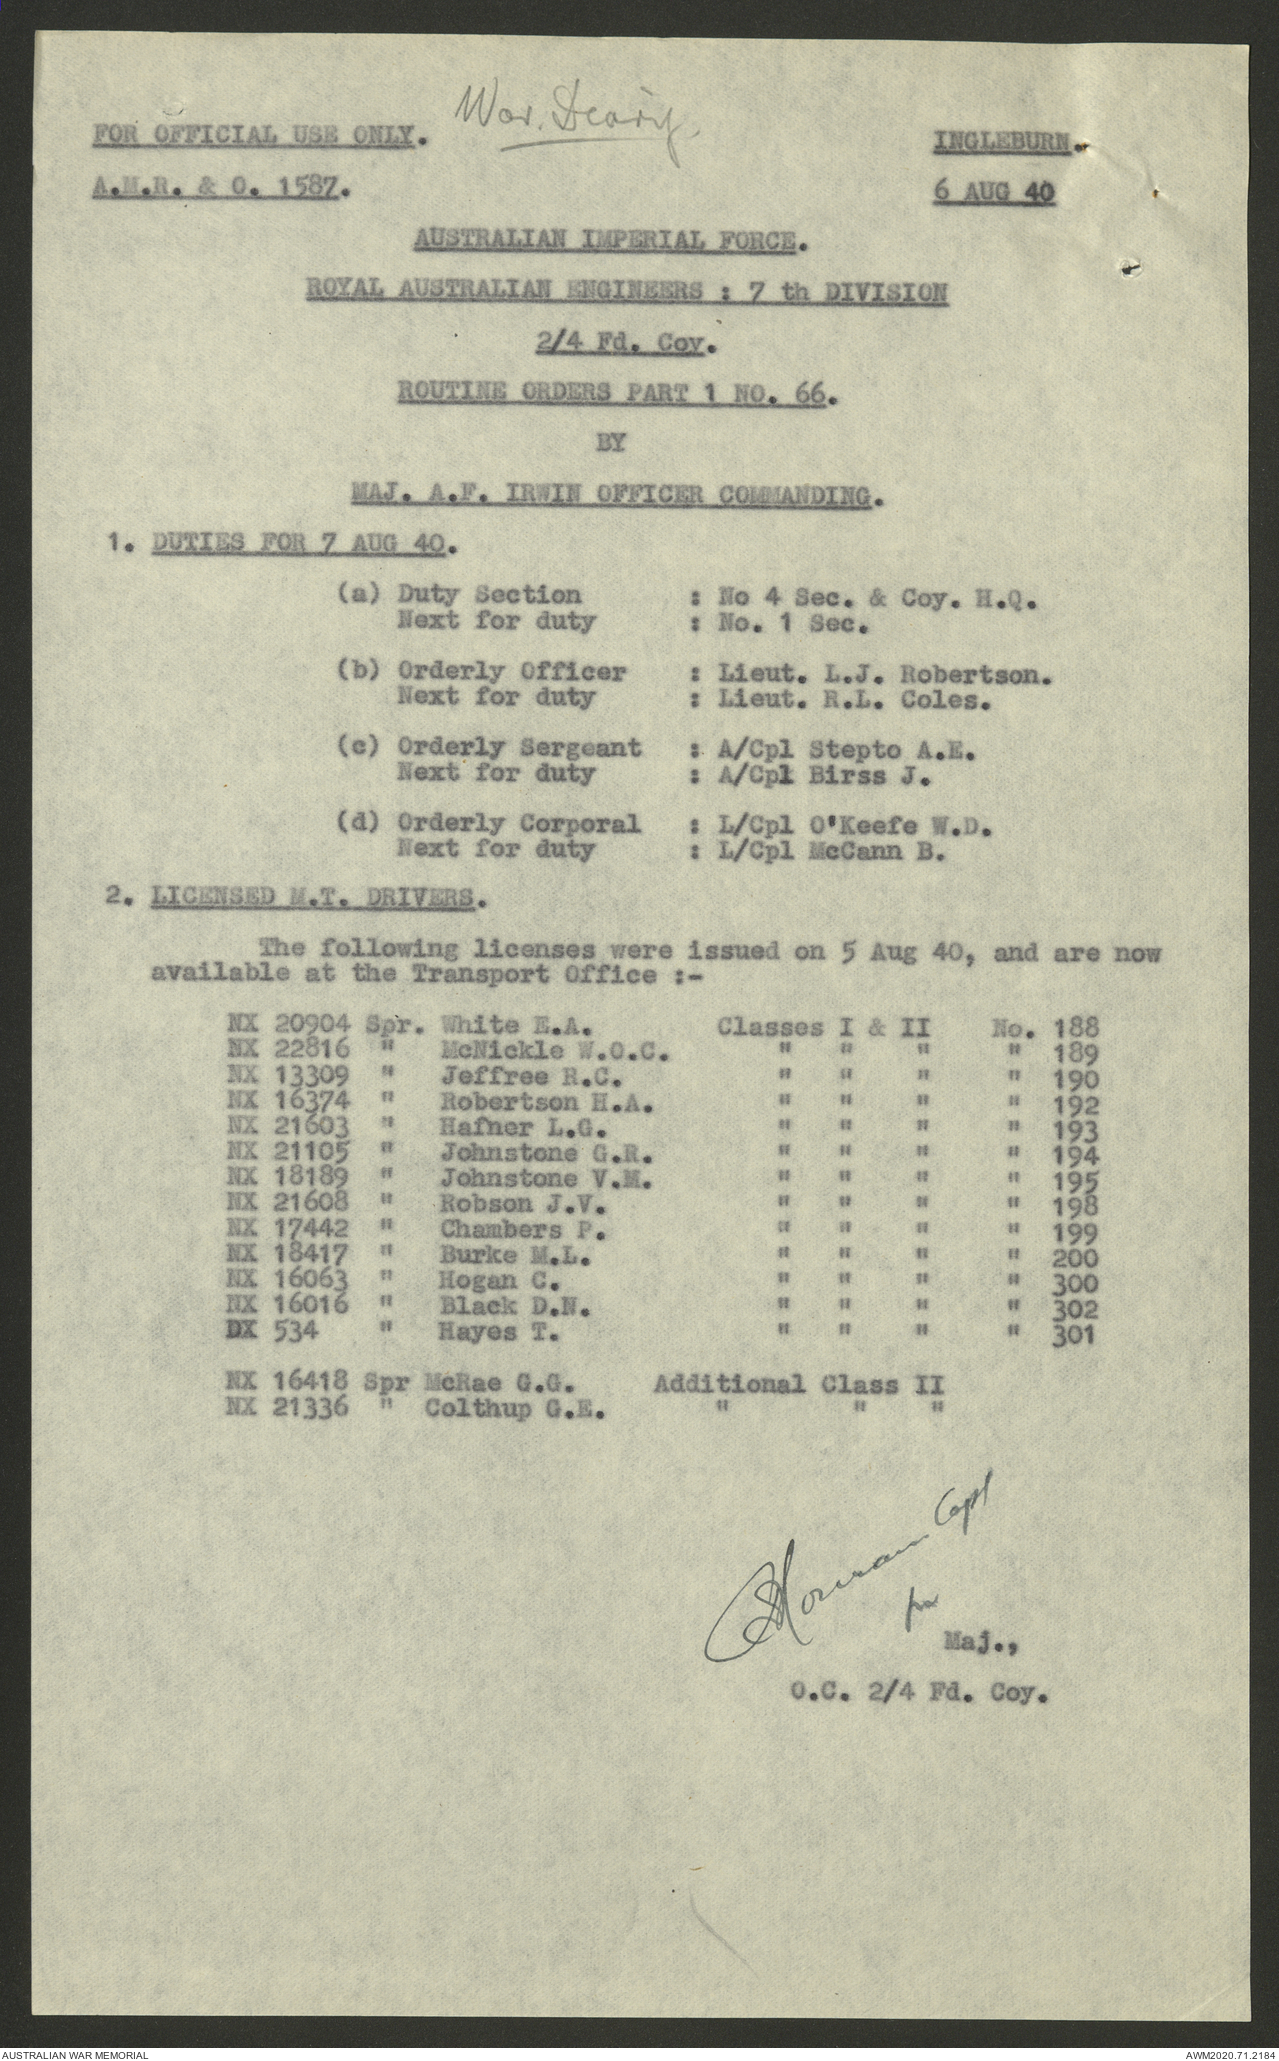 War Diary.
FOR OFFICIAL USE ONLY. INGLEBURN.
A.M.R. & O. 1587. 6 AUG 40
AUSTRALIAN IMPERIAL FORCE.
ROYAL AUSTRALIAN ENGINEERS : 7 th DIVISION
2/4 Fd. Coy.
ROUTINE ORDERS PART 1 NO. 66.
BY
MAJ. A.F. IRWIN OFFICER COMMANDING.
1. DUTIES FOR 7 AUG 40.
(a) Duty Section : No 4 Sec. & Coy. H.Q.
Next for duty : No. 1 Sec.
(b) Orderly Officer : Lieut. L.J. Robertson.
Next for duty : Lieut. R.L. Coles.
(c) Orderly Sergeant : A/Cpl Stepto A.E.
Next for duty : A/Cpl Birss J.
(d) Orderly Corporal : L/Cpl O'Keefe W.D.
Next for duty : L/Cpl McCann B.
2. LICENSED M.T. DRIVERS.
The following licenses were issued on 5 Aug 40, and are now
available at the Transport Office :-
NX 20904 Spr. White E.A. Classes I & II No. 188
NX 22816 " McNickle W.O.C. " " " " 189
NX 13309 " Jeffree R.C. " " " " 190
NX 16374 " Robertson H.A. " " " " 192
NX 21603 " Hafner L.G. " " " " 193
NX 21105 " Johnstone G.R. " " " " 194
NX 18189 " Johnstone V.M. " " " " 195
NX 21608 " Robson J.V. " " " " 198
NX 17442 " Chambers P. " " " " 199
NX 18417 " Burke M.L. " " " " 200
NX 16063 " Hogan C. " " " " 300
NX 16016 " Black D.N. " " " " 302
DX 534 " Hayes T. " " " " 301
NX 16418 Spr McRae G.G. Additional Class II
NX 21336 " Colthup G.E. " " "
Capt
for
Maj.,
O.C. 2/4 Fd. Coy.
AUSTRALIAN WAR MEMORIAL AWM2020.71.2184